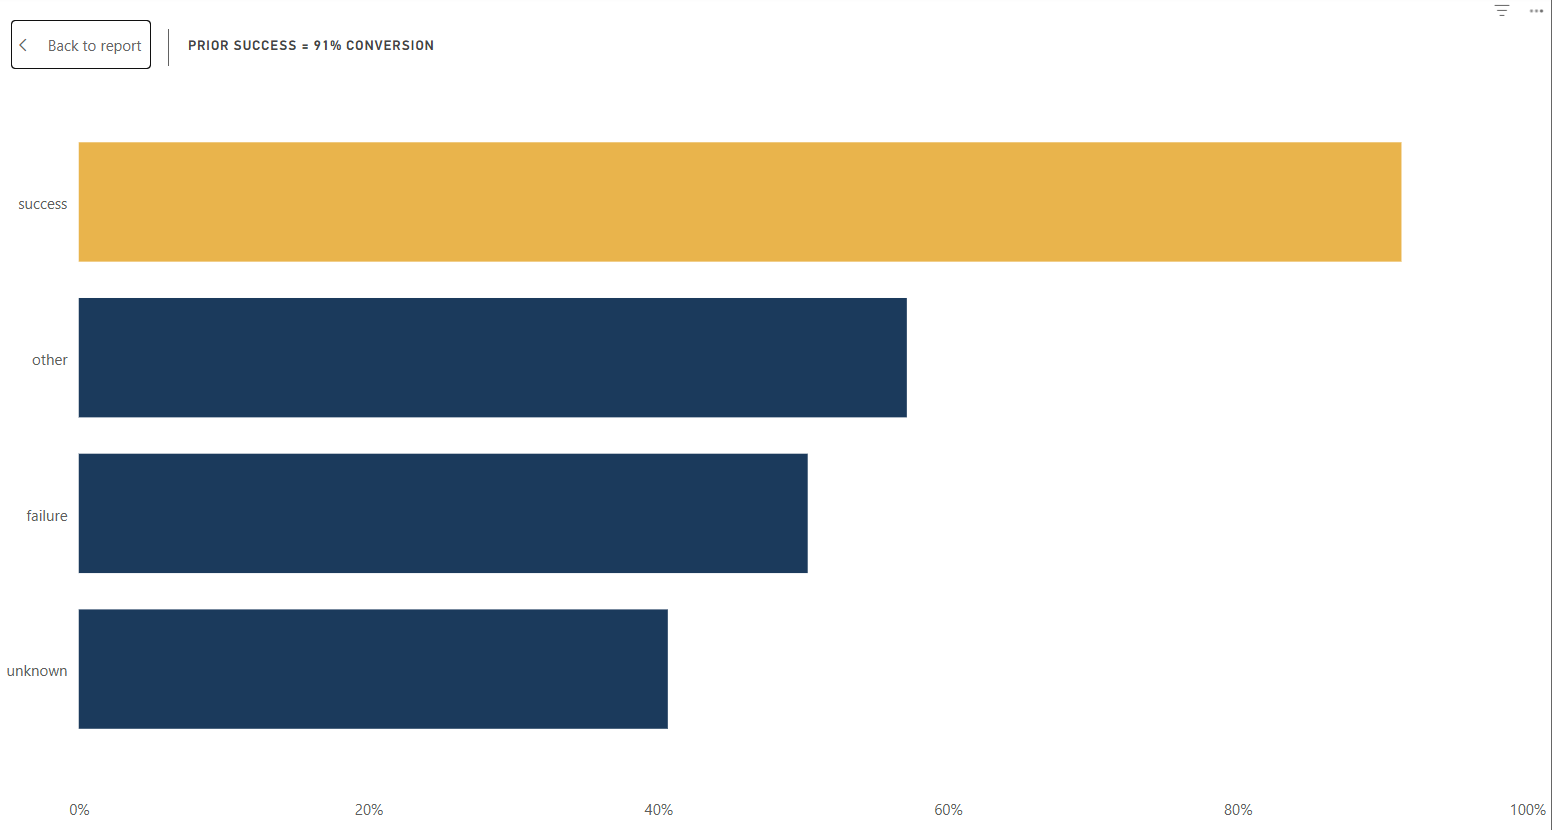 Back to report
PRIOR SUCCESS = 91% CONVERSION
success
other
failure
unknown
0% 20% 40% 60% 80% 100%